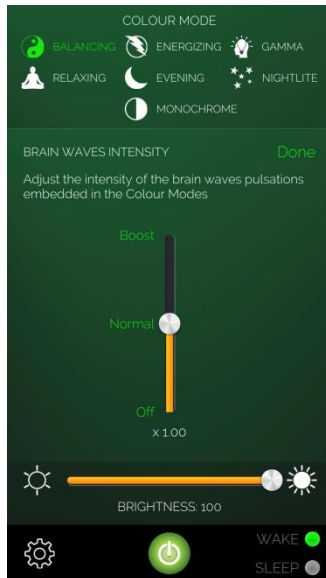 COLOUR MODE
BALANCING ENERGIZING GAMMA
RELAXING EVENING NIGHTLITE
MONOCHROME
BRAIN WAVES INTENSITY Done
Adjust the intensity of the brain waves pulsations
embedded in the Colour Modes
Boost
Normal
Off
x 1.00
BRIGHTNESS: 100
WAKE
SLEEP